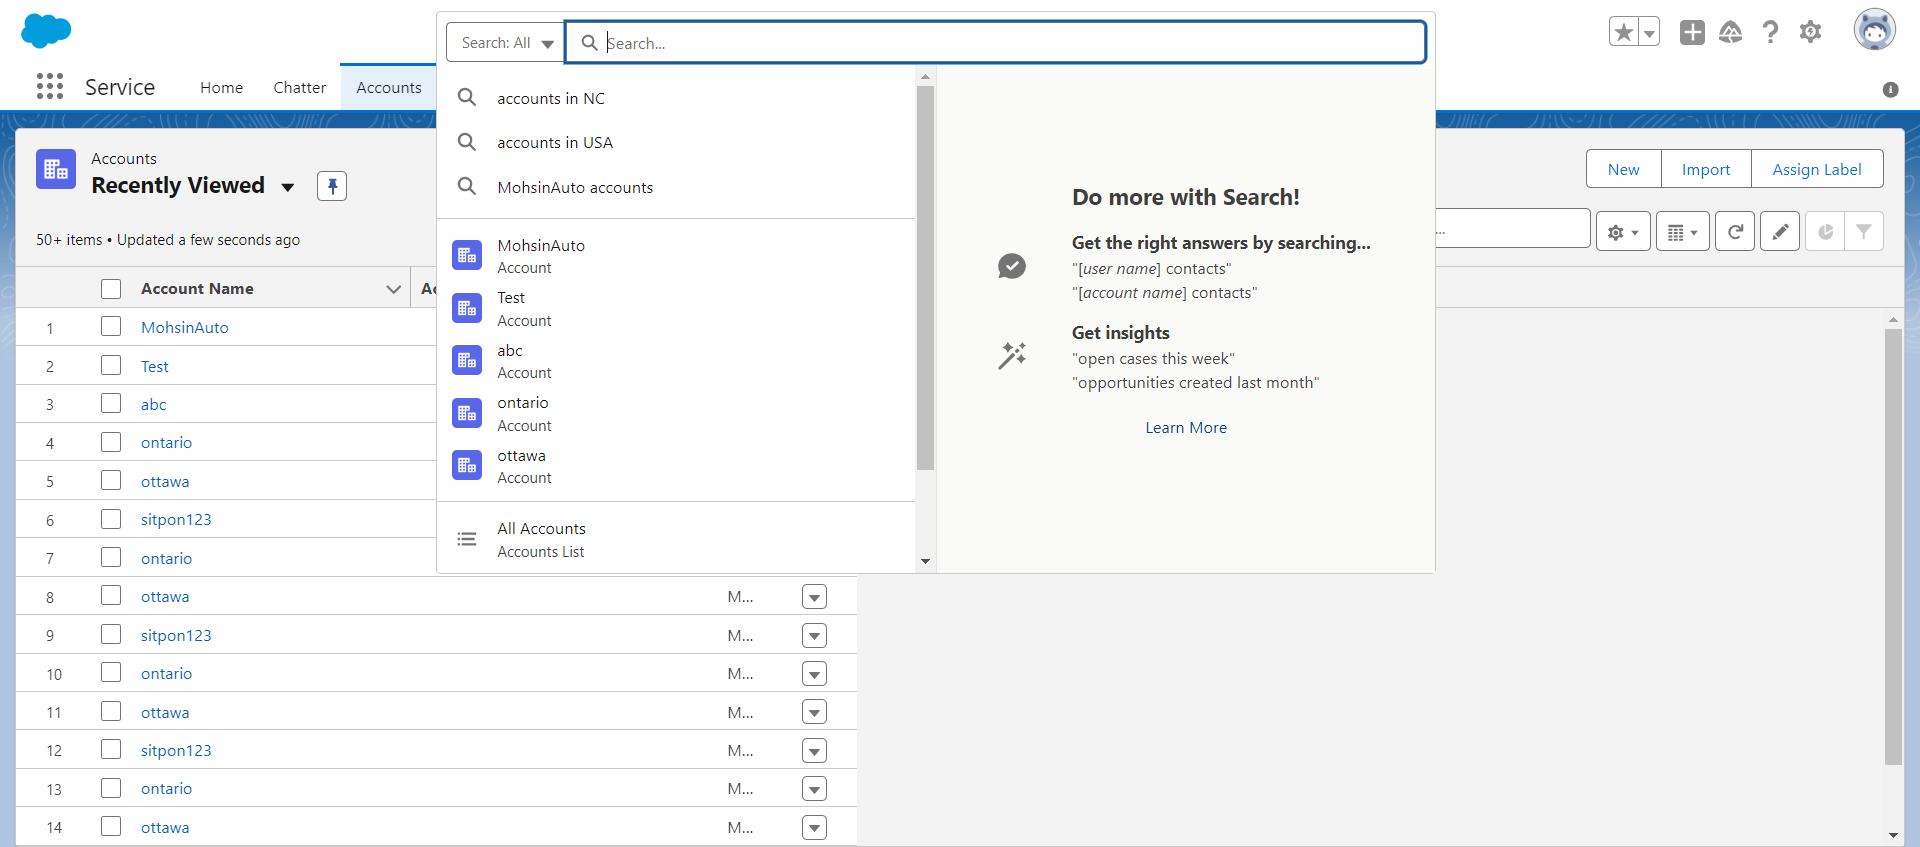 Search: All
Search...
Service
Home
Chatter
Accounts
accounts in NC
accounts in USA
MohsinAuto accounts
MohsinAuto
Account
Test
Account
abc
Account
ontario
Account
ottawa
Account
All Accounts
Accounts List
Do more with Search!
Get the right answers by searching...
"[user name] contacts"
"[account name] contacts"
Get insights
"open cases this week"
"opportunities created last month"
Learn More
Accounts
Recently Viewed
50+ items • Updated a few seconds ago
New
Import
Assign Label
...
Account Name
1 MohsinAuto
2 Test
3 abc
4 ontario
5 ottawa
6 sitpon123
7 ontario
8 ottawa M...
9 sitpon123 M...
10 ontario M...
11 ottawa M...
12 sitpon123 M...
13 ontario M...
14 ottawa M...